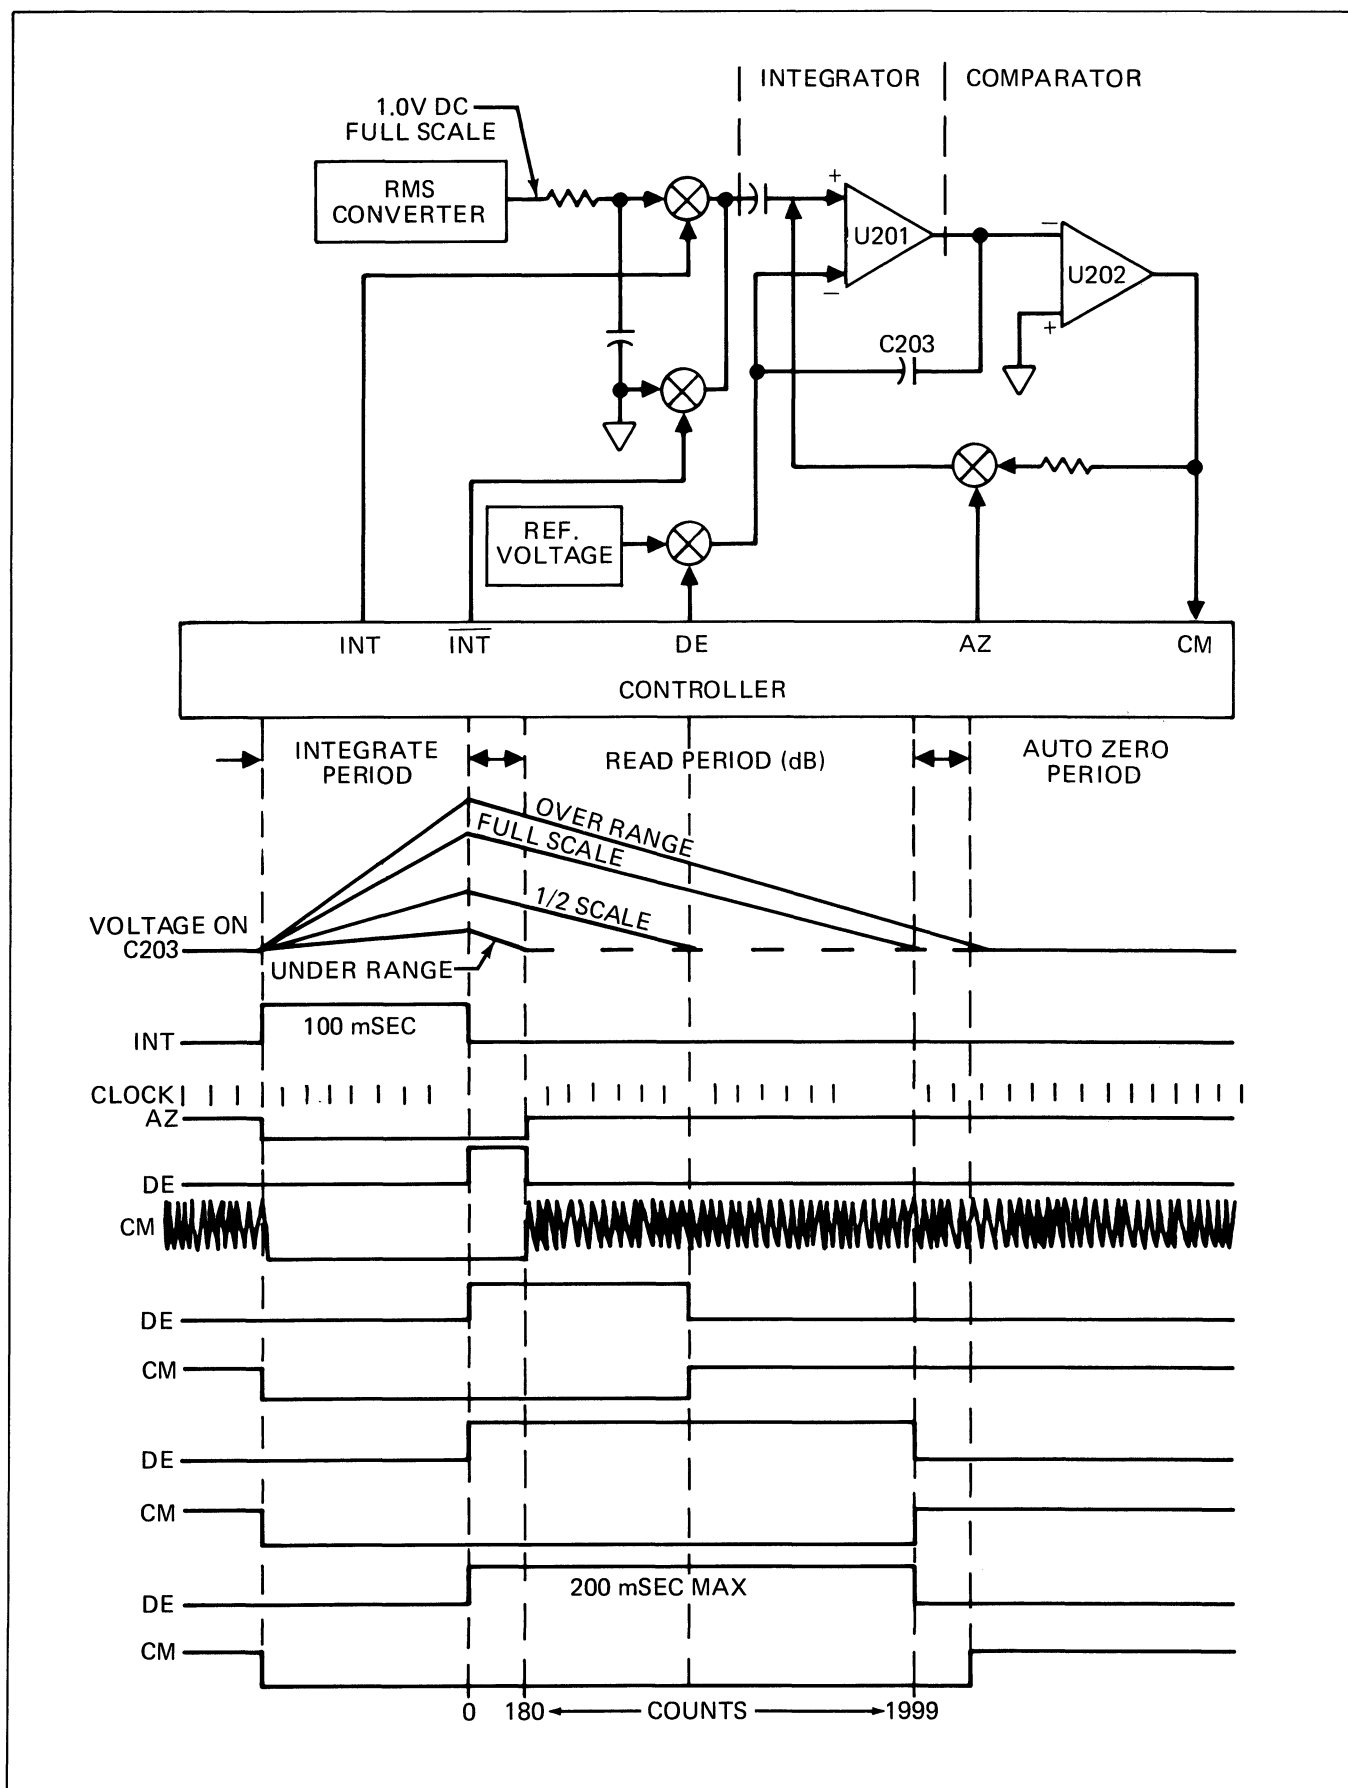 INTEGRATOR
COMPARATOR
1.0V DC
FULL SCALE
RMS
CONVERTER
+
−
U201
−
+
U202
C203
REF.
VOLTAGE
INT
INT
DE
AZ
CM
CONTROLLER
INTEGRATE
PERIOD
READ PERIOD (dB)
AUTO ZERO
PERIOD
OVER RANGE
FULL SCALE
1/2 SCALE
VOLTAGE ON
C203
UNDER RANGE
100 mSEC
INT
CLOCK
AZ
DE
CM
DE
CM
DE
CM
200 mSEC MAX
DE
CM
0 180 COUNTS 1999